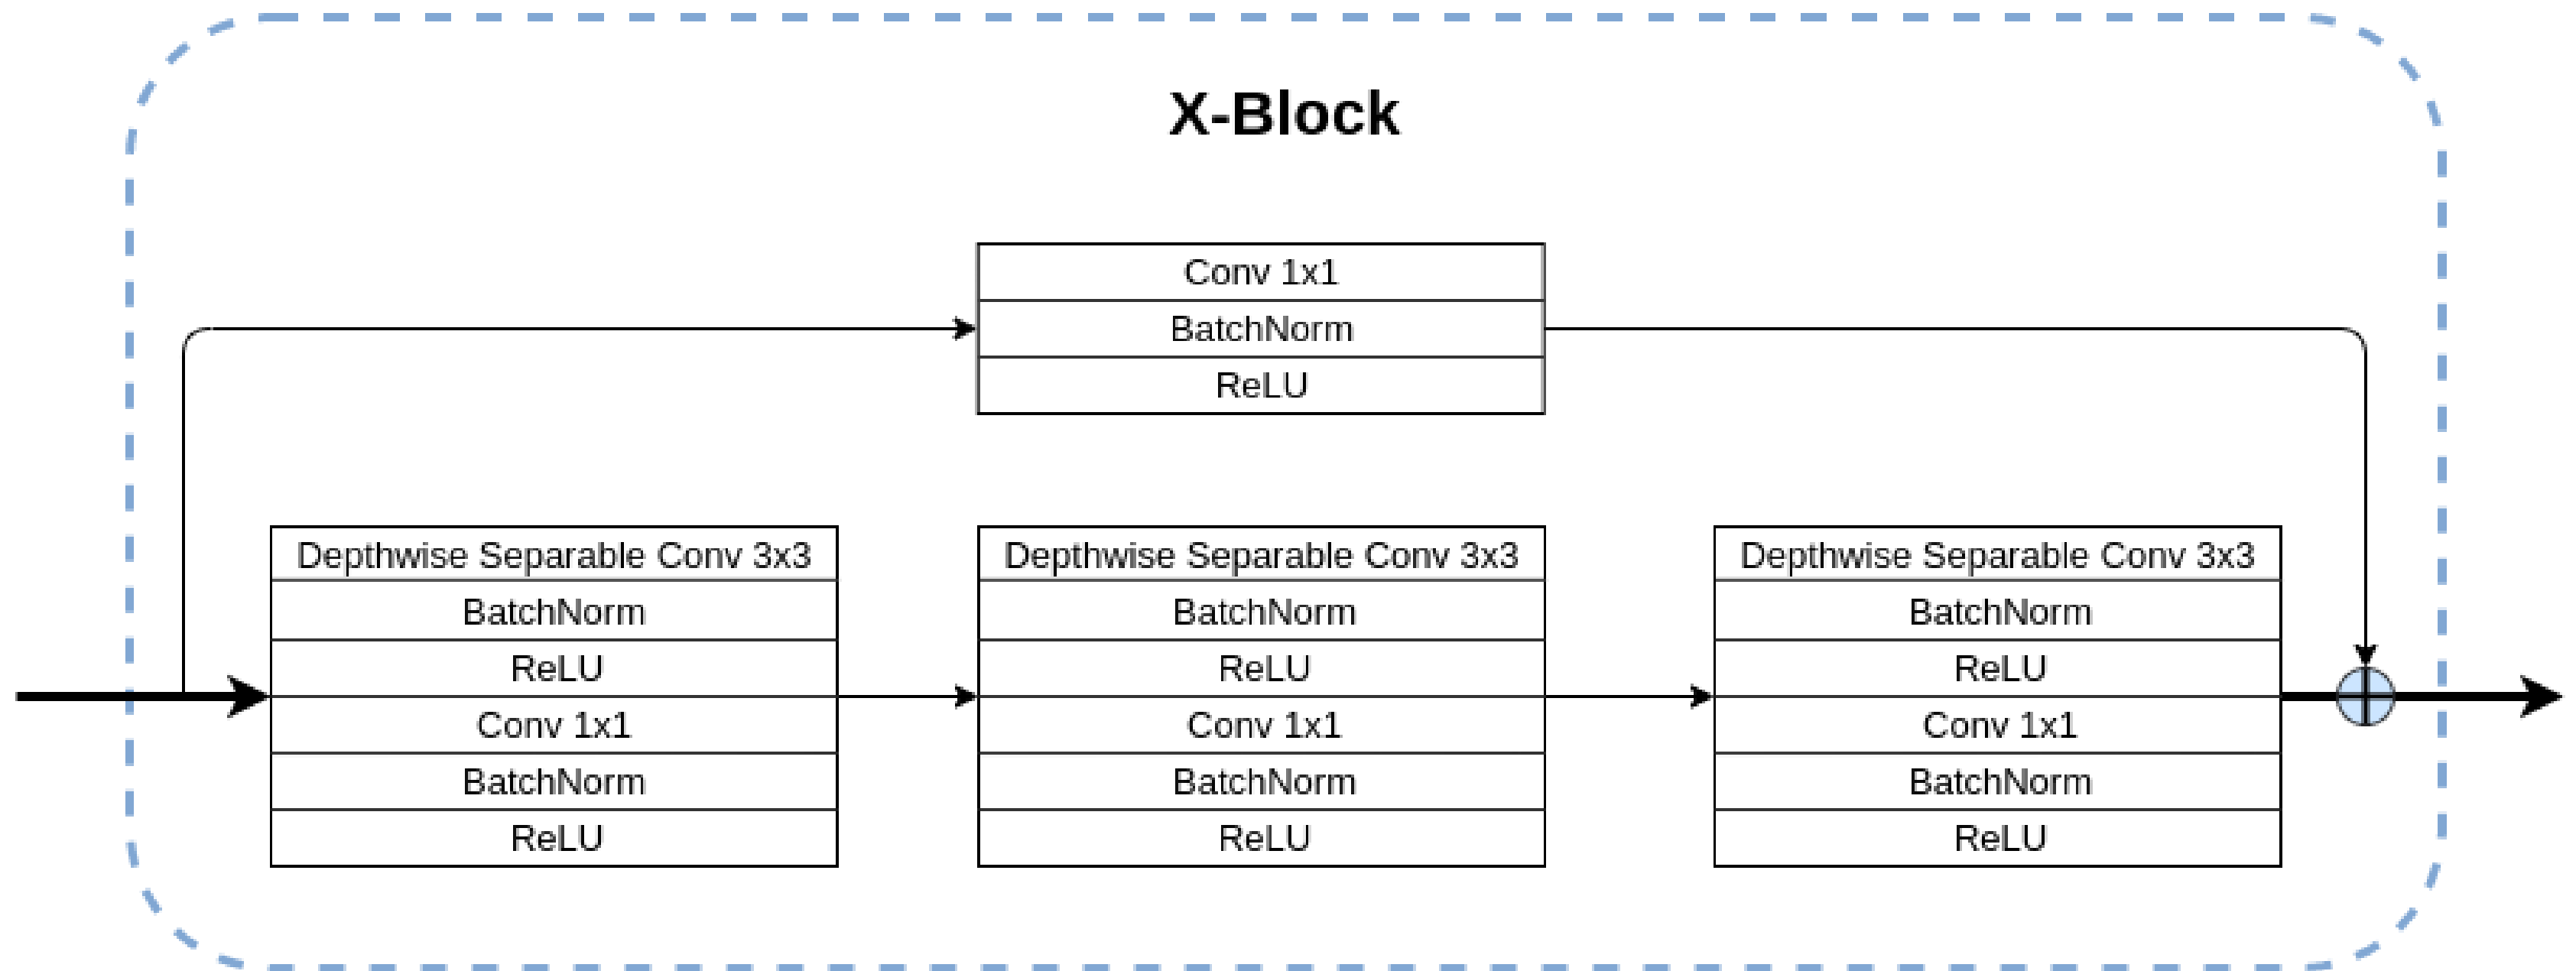 X-Block
Conv 1x1
BatchNorm
ReLU
Depthwise Separable Conv 3x3
BatchNorm
ReLU
Conv 1x1
BatchNorm
ReLU
Depthwise Separable Conv 3x3
BatchNorm
ReLU
Conv 1x1
BatchNorm
ReLU
Depthwise Separable Conv 3x3
BatchNorm
ReLU
Conv 1x1
BatchNorm
ReLU